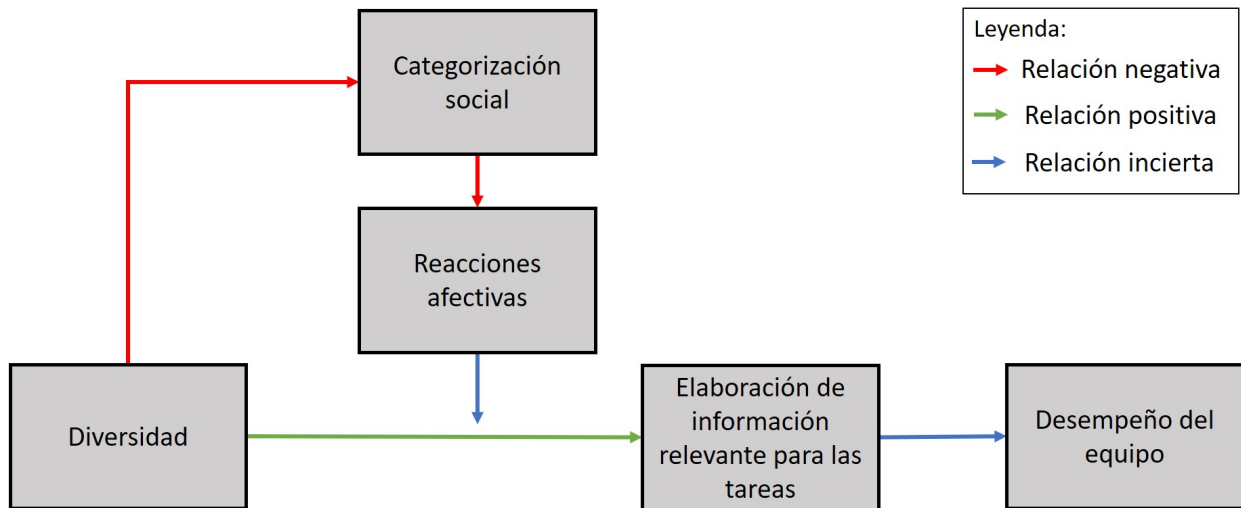 Categorización
social
Leyenda:
Relación negativa
Relación positiva
Relación incierta
Reacciones
afectivas
Diversidad
Elaboración de
información
relevante para las
tareas
Desempeño del
equipo